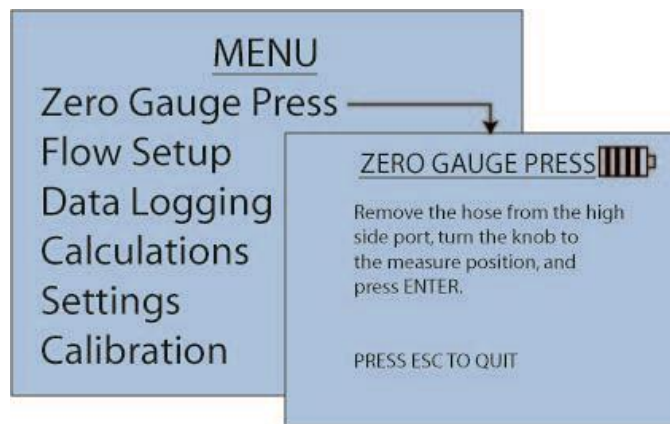 MENU
Zero Gauge Press
Flow Setup
Data Logging
Calculations
Settings
Calibration
ZERO GAUGE PRESS
Remove the hose from the high
side port, turn the knob to
the measure position, and
press ENTER.
PRESS ESC TO QUIT